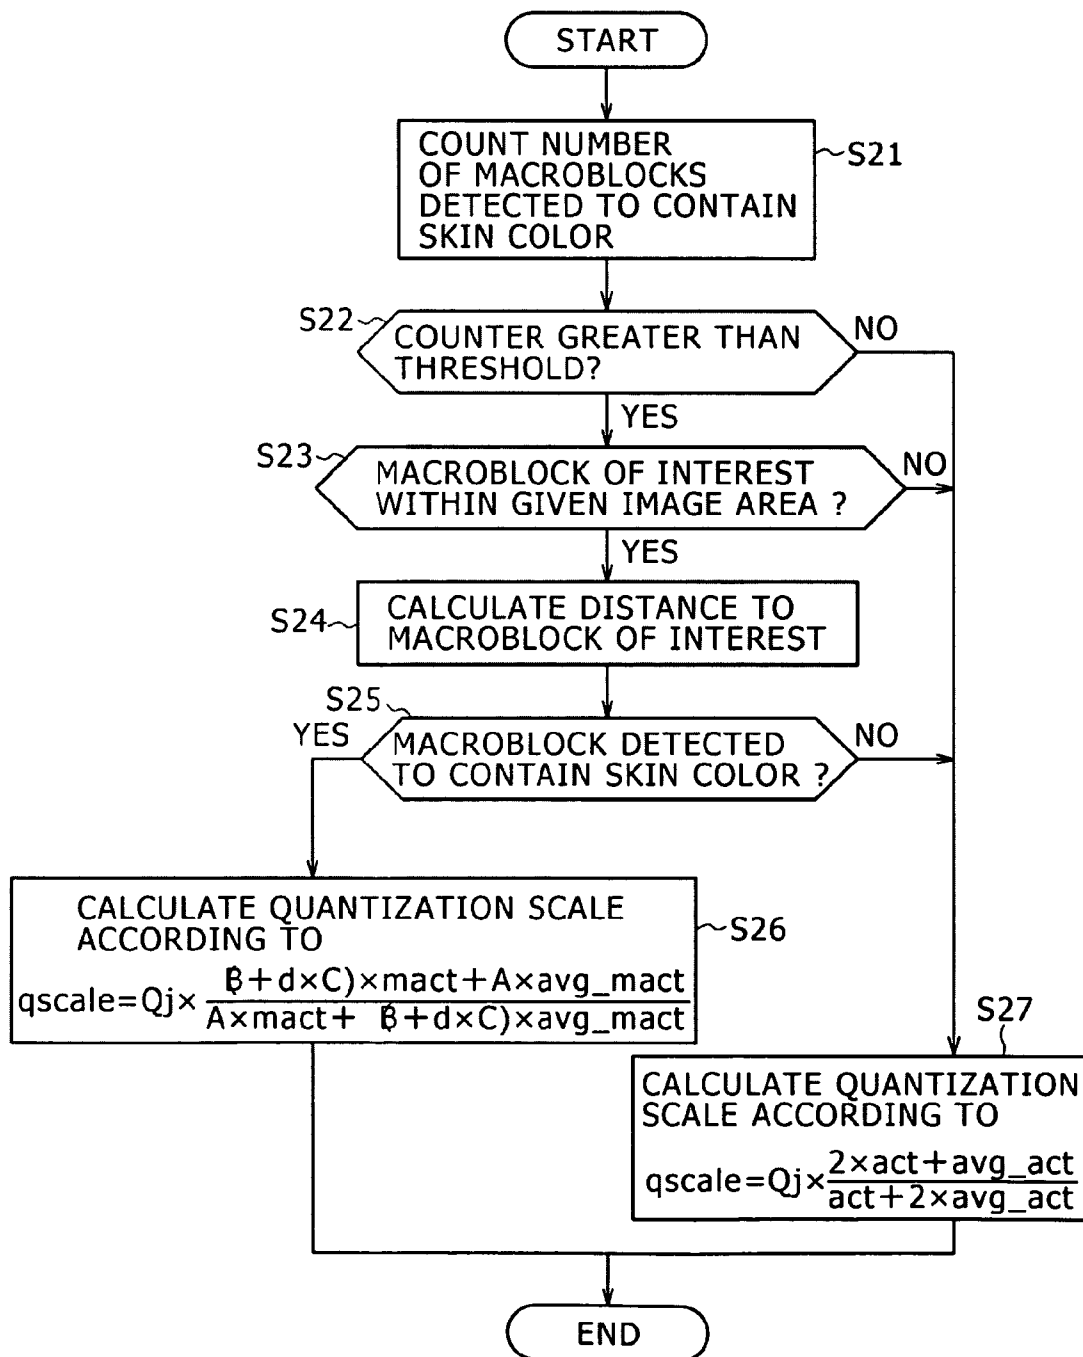 START
COUNT NUMBER
OF MACROBLOCKS
DETECTED TO CONTAIN
SKIN COLOR
S21
S22
COUNTER GREATER THAN
THRESHOLD?
NO
YES
S23
MACROBLOCK OF INTEREST
WITHIN GIVEN IMAGE AREA ?
NO
YES
S24
CALCULATE DISTANCE TO
MACROBLOCK OF INTEREST
S25
YES
MACROBLOCK DETECTED
TO CONTAIN SKIN COLOR ?
NO
CALCULATE QUANTIZATION SCALE
ACCORDING TO
S26
qscale=Qj× (B+d×C)×mact+A×avg_mact
A×mact+ (B+d×C)×avg_mact
S27
CALCULATE QUANTIZATION
SCALE ACCORDING TO
qscale=Qj× 2×act+avg_act
act+2×avg_act
END